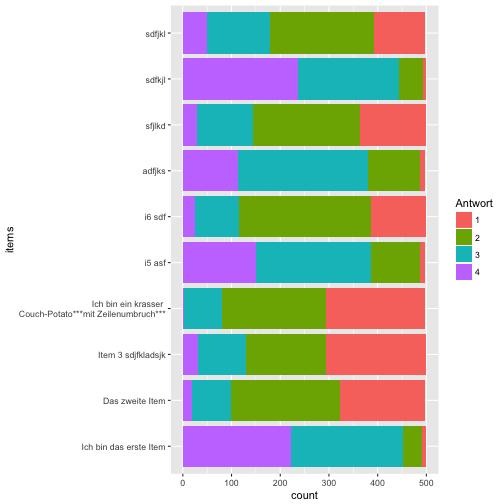 sdfjkl
sdfkjl
sfjlkd
adfjks
i6 sdf
i5 asf
Ich bin ein krasser
Couch-Potato***mit Zeilenumbruch***
Item 3 sdjfkladsjk
Das zweite Item
Ich bin das erste Item
items
0 100 200 300 400 500
count
Antwort
1
2
3
4